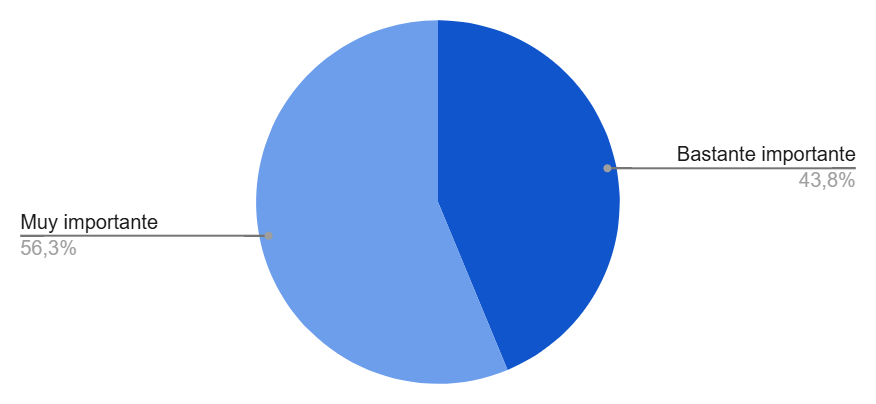 Bastante importante
43,8%
Muy importante
56,3%